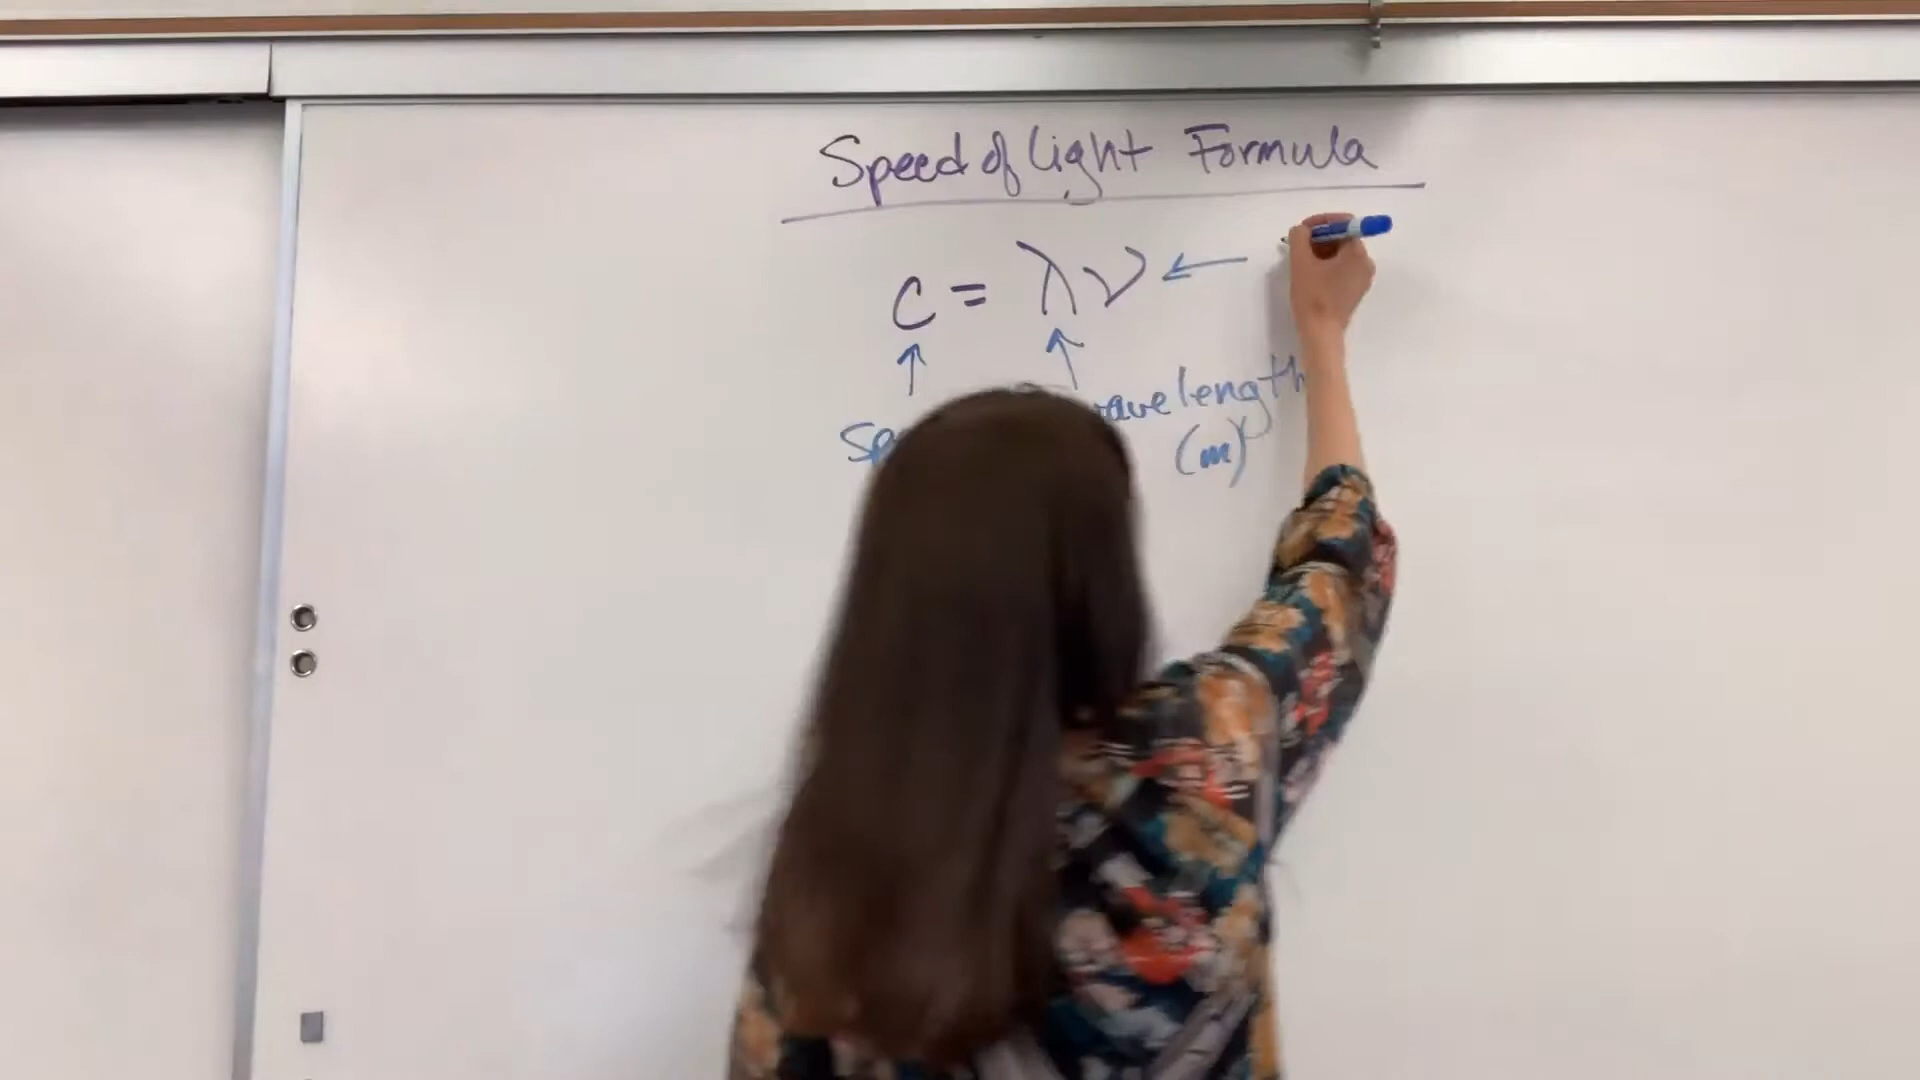 Speed of light Formula
c = λν ←
↑ ↑
wavelength
(m)